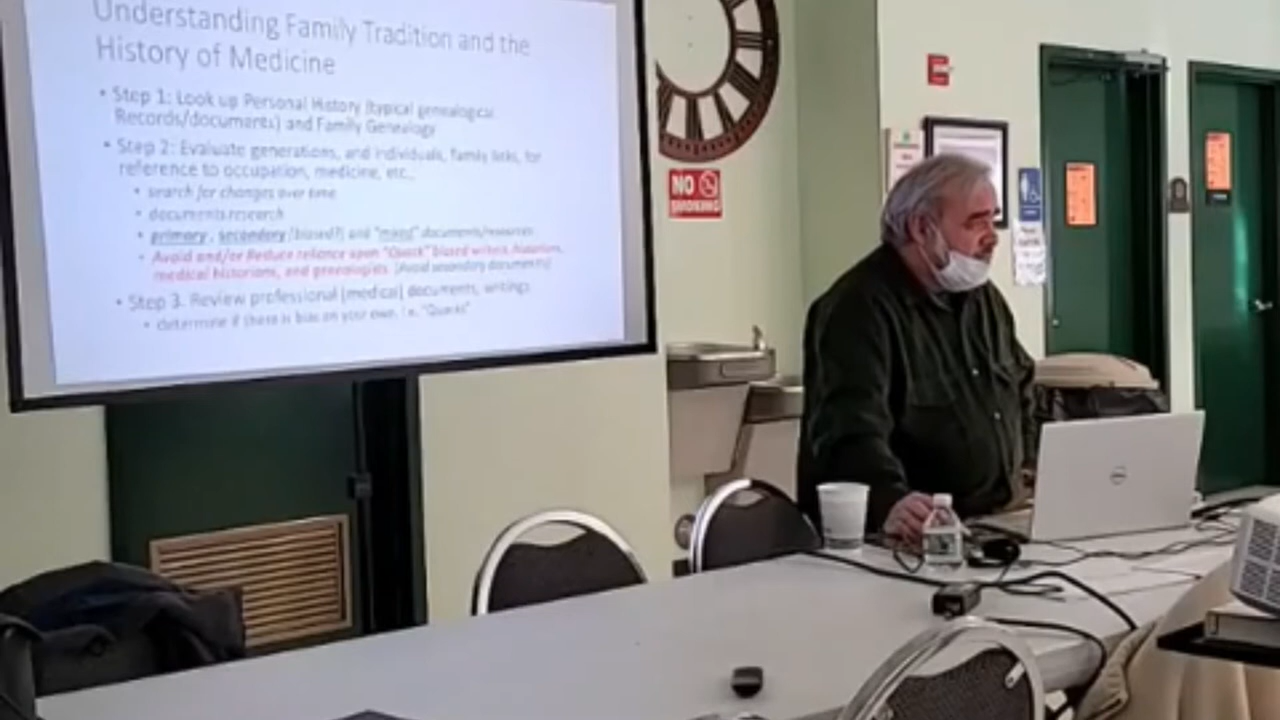 Understanding Family Tradition and the
History of Medicine
• Step 1: Look up Personal History (typical genealogical
Records/documents) and Family Genealogy
• Step 2: Evaluate generations, and individuals, family links, for
reference to occupation, medicine, etc.,
• search for changes over time
• documents research
• primary, secondary (biased?) and "mixed" documents/resources
• Avoid and/or Reduce reliance upon "Quack" biased writers, historians,
medical historians, and genealogists. (Avoid secondary documents)
• Step 3. Review professional (medical) documents, writings
• determine if there is bias on your own, i.e. "Quacks"
NO
SMOKING
DELL